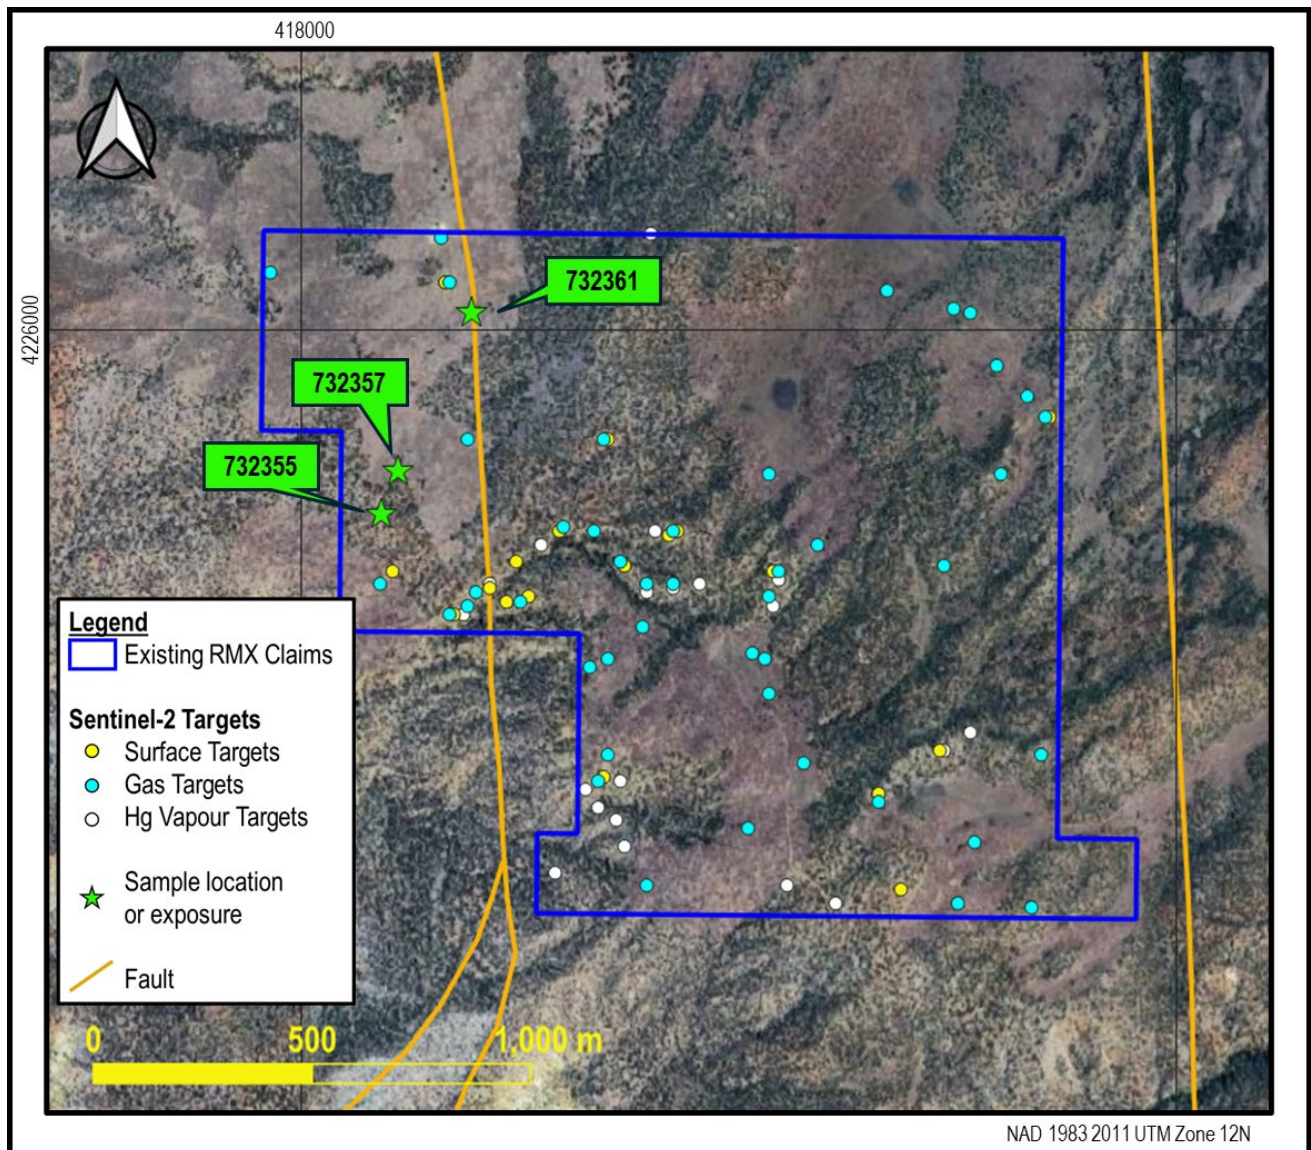 418000
4226000
732361
732357
732355
Legend
Existing RMX Claims
Sentinel-2 Targets
Surface Targets
Gas Targets
Hg Vapour Targets
Sample location
or exposure
Fault
0 500 1,000 m
NAD 1983 2011 UTM Zone 12N